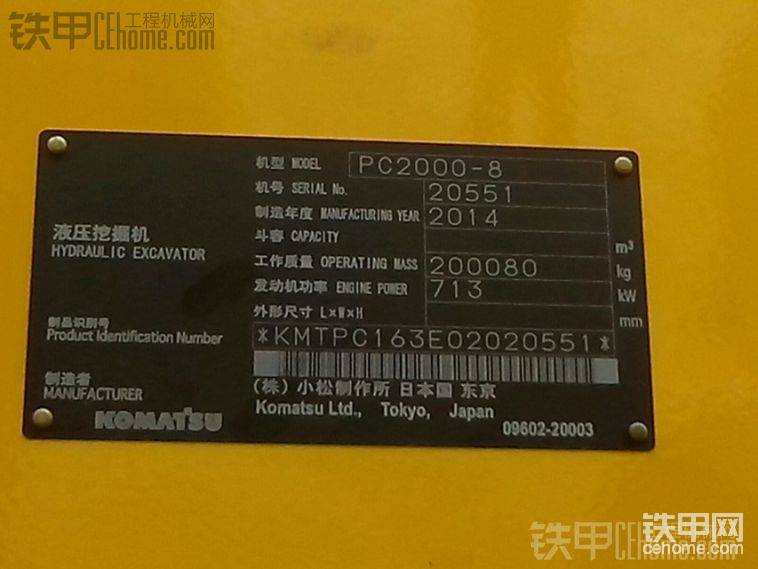 铁甲 工程机械网
CEhome.com
机型 MODEL PC2000-8
机号 SERIAL No. 20551
制造年度 MANUFACTURING YEAR 2014
斗容 CAPACITY m³
工作质量 OPERATING MASS 200080 kg
发动机功率 ENGINE POWER 713 kW
外形尺寸 L×W×H mm
液压挖掘机
HYDRAULIC EXCAVATOR
制品识别号
Product Identification Number *KMTPC163E02020551*
制造者
MANUFACTURER
KOMATSU
(株) 小松制作所 日本国 东京
Komatsu Ltd., Tokyo, Japan
09602-20003
铁甲 CEhome.com
铁甲网
cehome.com